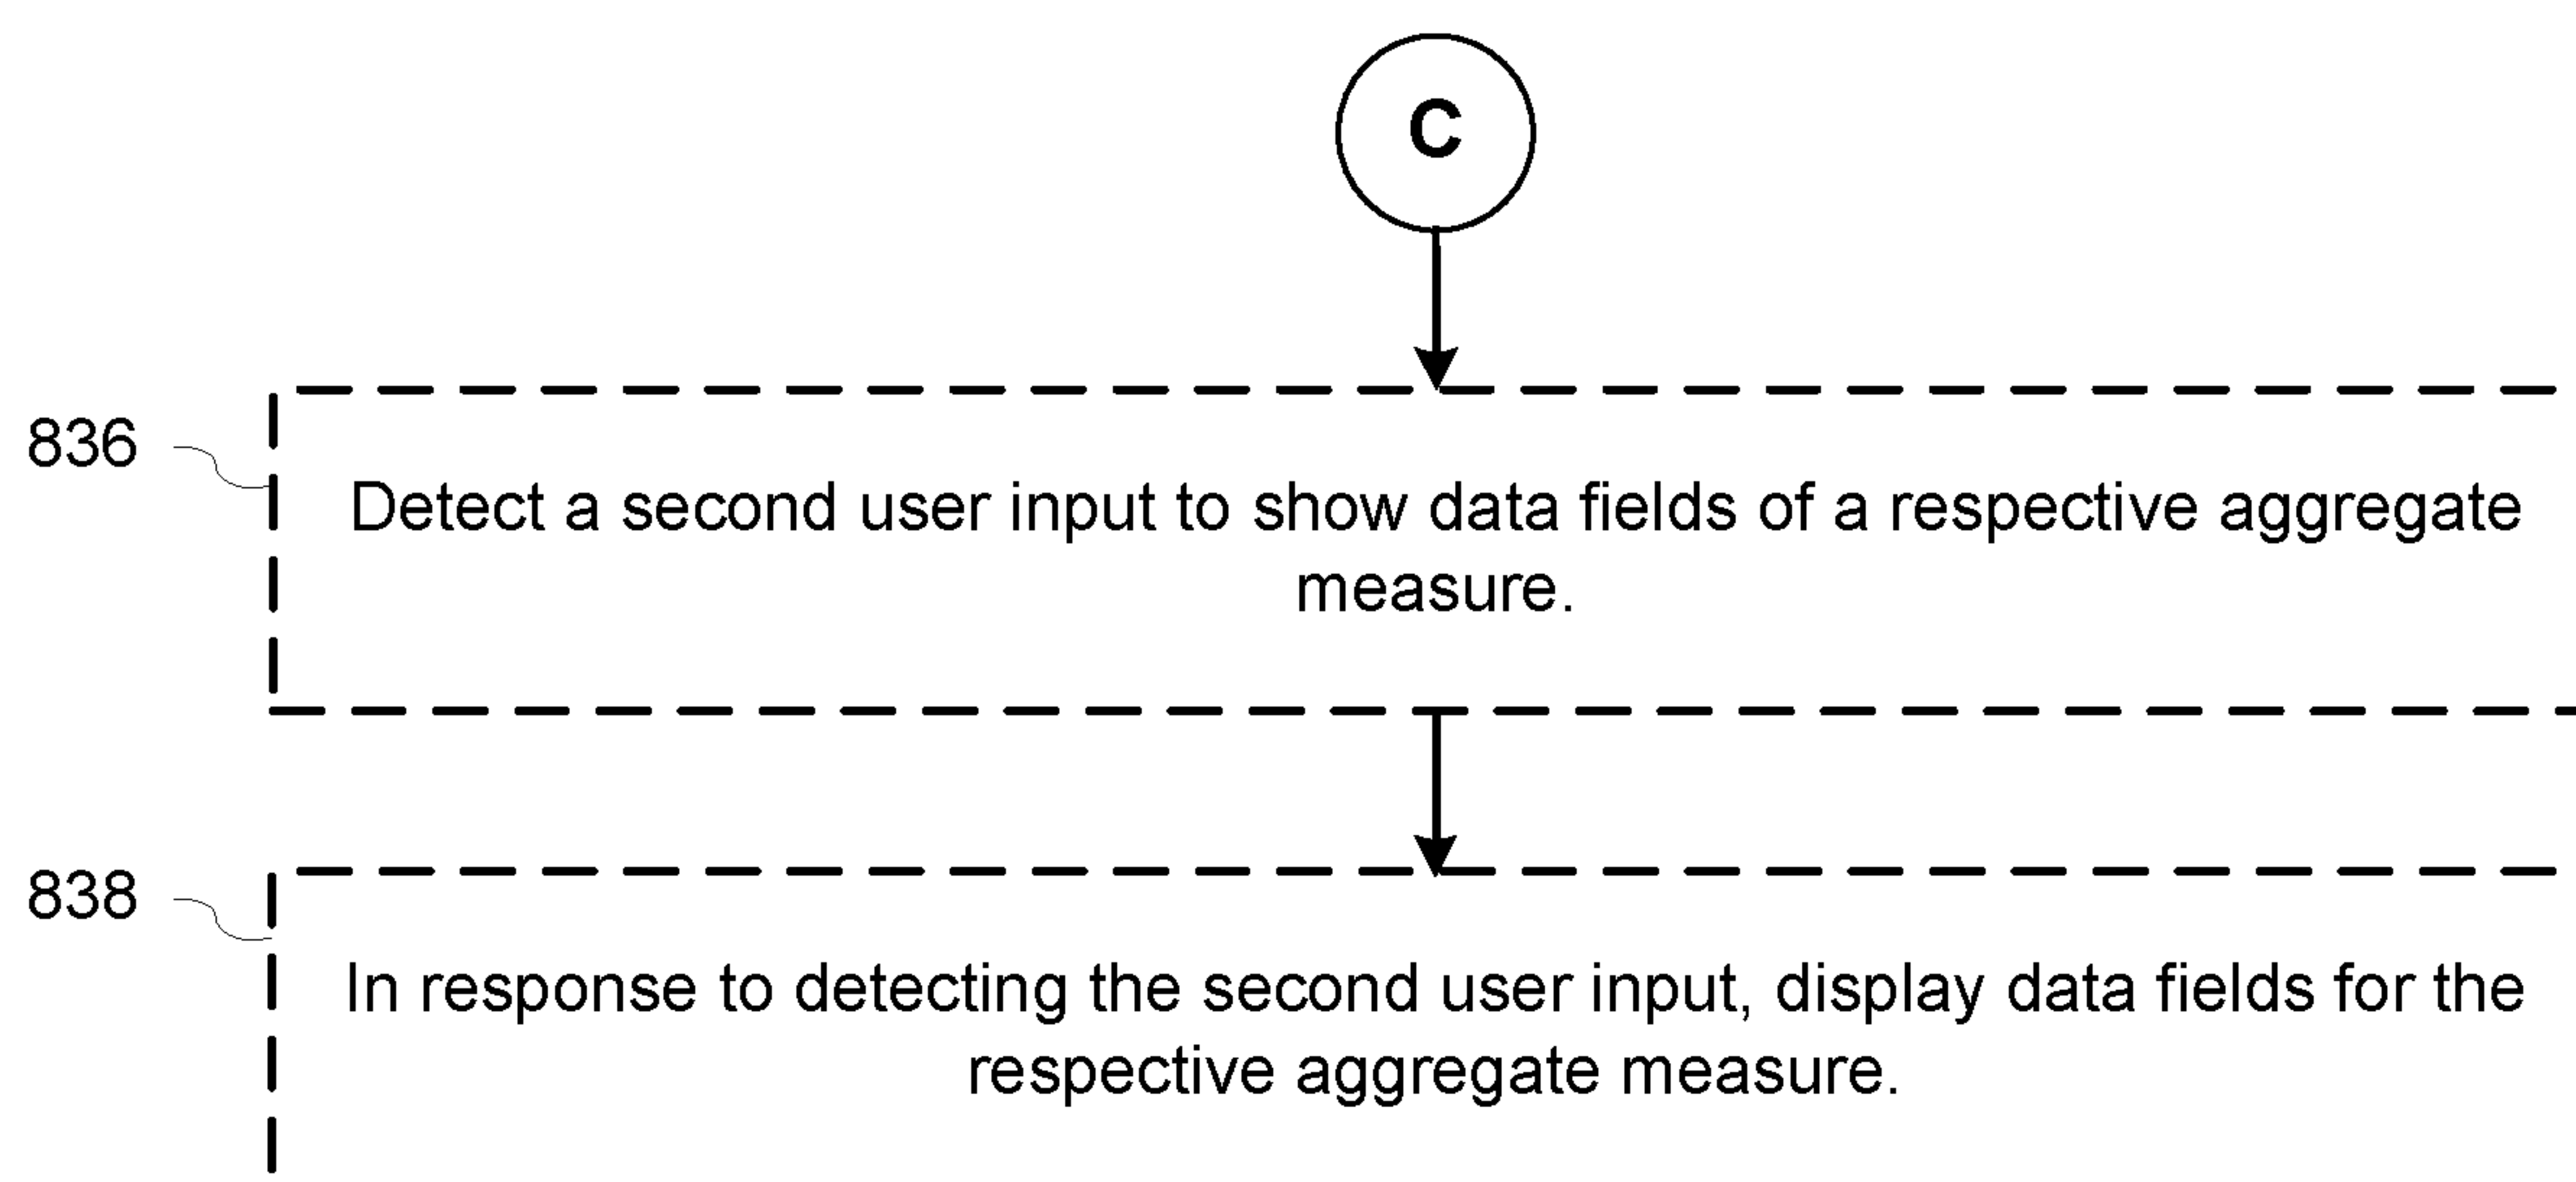 C
836
Detect a second user input to show data fields of a respective aggregate
measure.
838
In response to detecting the second user input, display data fields for the
respective aggregate measure.